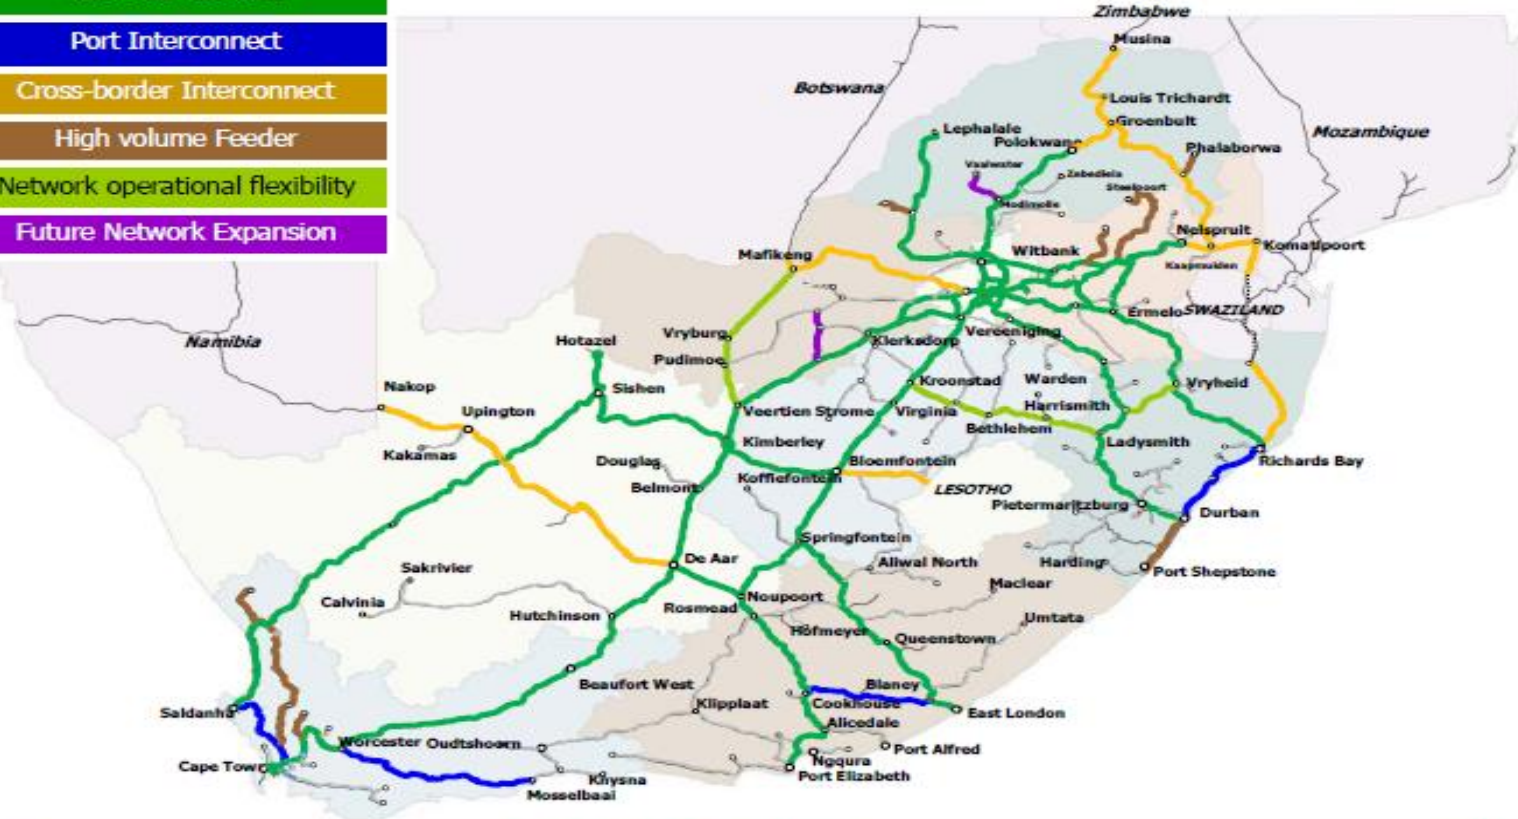 Port Interconnect
Cross-border Interconnect
High volume Feeder
Network operational flexibility
Future Network Expansion
Zimbabwe
Musina
Botswana
Louis Trichardt
Groenbult
Mozambique
Lephalale
Polokwane
Phalaborwa
Vaalwater
Zebediela
Steelpoort
Modimolle
Nelspruit
Komatipoort
Mafikeng
Witbank
Kaapmuiden
Ermelo
SWAZILAND
Namibia
Hotazel
Vryburg
Klerksdorp
Vereeniging
Pudimoe
Nakop
Sishen
Kroonstad
Warden
Vryheid
Upington
Veertien Strome
Virginia
Harrismith
Bethlehem
Kakamas
Kimberley
Ladysmith
Douglas
Bloemfontein
Richards Bay
Belmont
Koffiefontein
LESOTHO
Pietermaritzburg
Durban
Springfontein
De Aar
Aliwal North
Harding
Port Shepstone
Sakrivier
Maclear
Calvinia
Noupoort
Hutchinson
Rosmead
Umtata
Hofmeyer
Queenstown
Beaufort West
Blaney
Saldanha
Klipplaat
Cookhouse
East London
Alicedale
Worcester
Oudtshoorn
Port Alfred
Cape Town
Ngqura
Knysna
Port Elizabeth
Mosselbaai